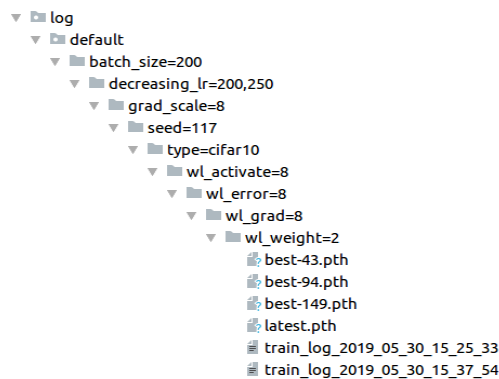 log
default
batch_size=200
decreasing_lr=200,250
grad_scale=8
seed=117
type=cifar10
wl_activate=8
wl_error=8
wl_grad=8
wl_weight=2
best-43.pth
best-94.pth
best-149.pth
latest.pth
train_log_2019_05_30_15_25_33
train_log_2019_05_30_15_37_54